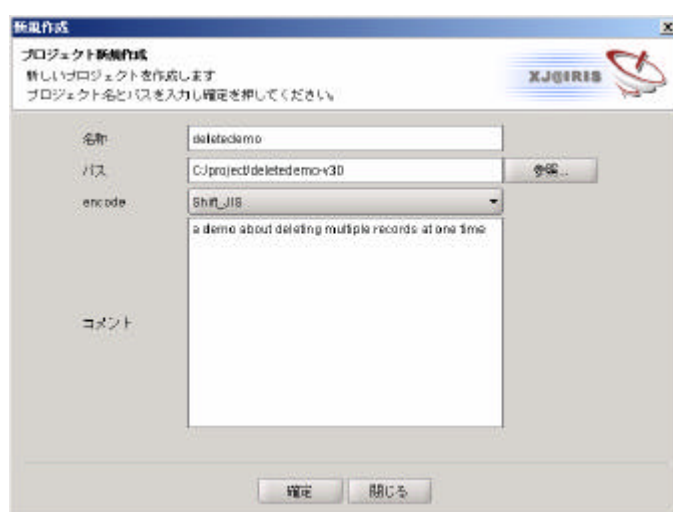 新規作成
プロジェクト新規作成
新しいプロジェクトを作成します
プロジェクト名とパスを入力し確定を押してください。
XJ@IRIS
名称
deletedemo
パス
C:/project/deletedemo-v30
参照...
encode
Shift_JIS
コメント
a demo about deleting multiple records at one time
確定
閉じる